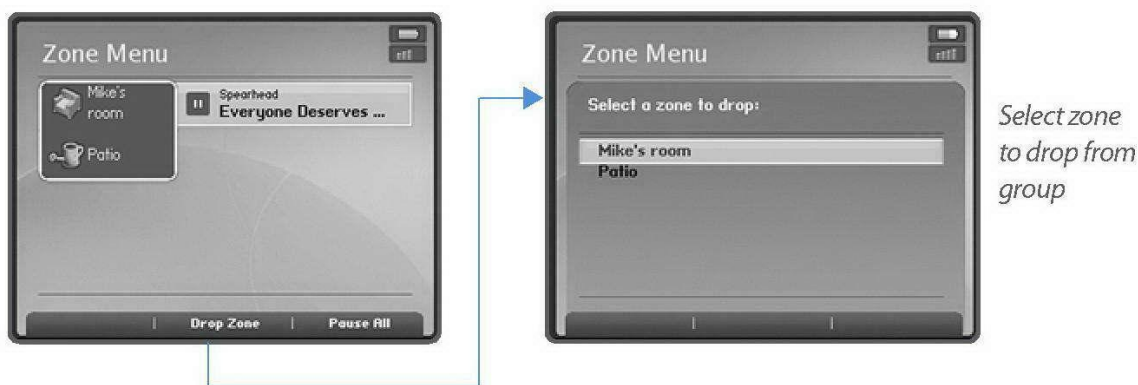 Zone Menu
Mike's
room
Spearhead
Everyone Deserves ...
Patio
Drop Zone | Pause All
Zone Menu
Select a zone to drop:
Mike's room
Patio
Select zone
to drop from
group